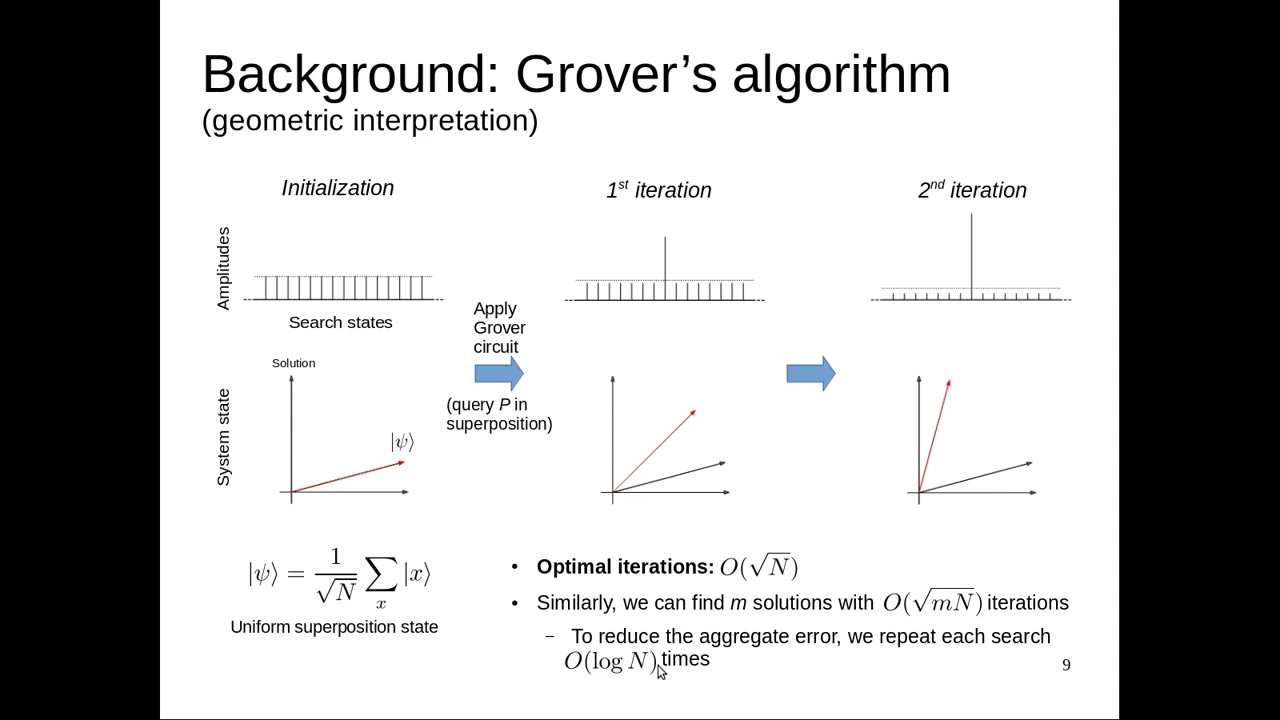 Background: Grover's algorithm
(geometric interpretation)
Initialization
1st iteration
2nd iteration
Amplitudes
Search states
Apply
Grover
circuit
(query P in
superposition)
System state
Solution
|ψ⟩
|ψ⟩ = 1/√N ∑x |x⟩
Uniform superposition state
• Optimal iterations: O(√N)
• Similarly, we can find m solutions with O(√mN) iterations
– To reduce the aggregate error, we repeat each search
O(log N) times
9